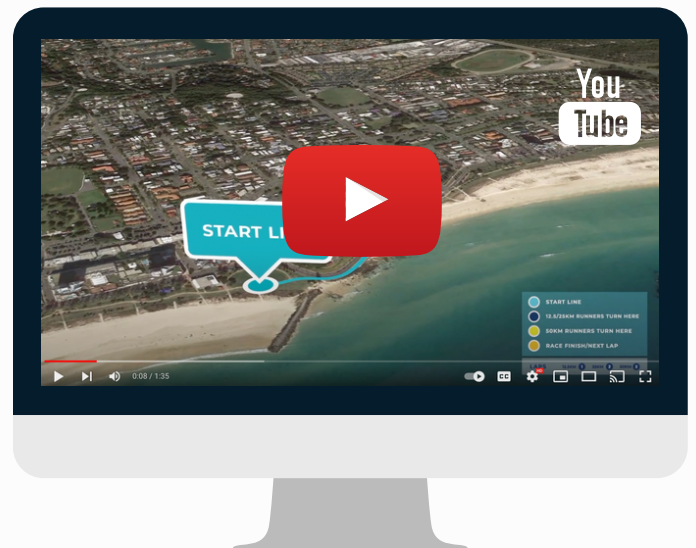 You
Tube
START LI
START LINE
12.5/25KM RUNNERS TURN HERE
50KM RUNNERS TURN HERE
RACE FINISH/NEXT LAP
0:08 / 1:35
CC
HD